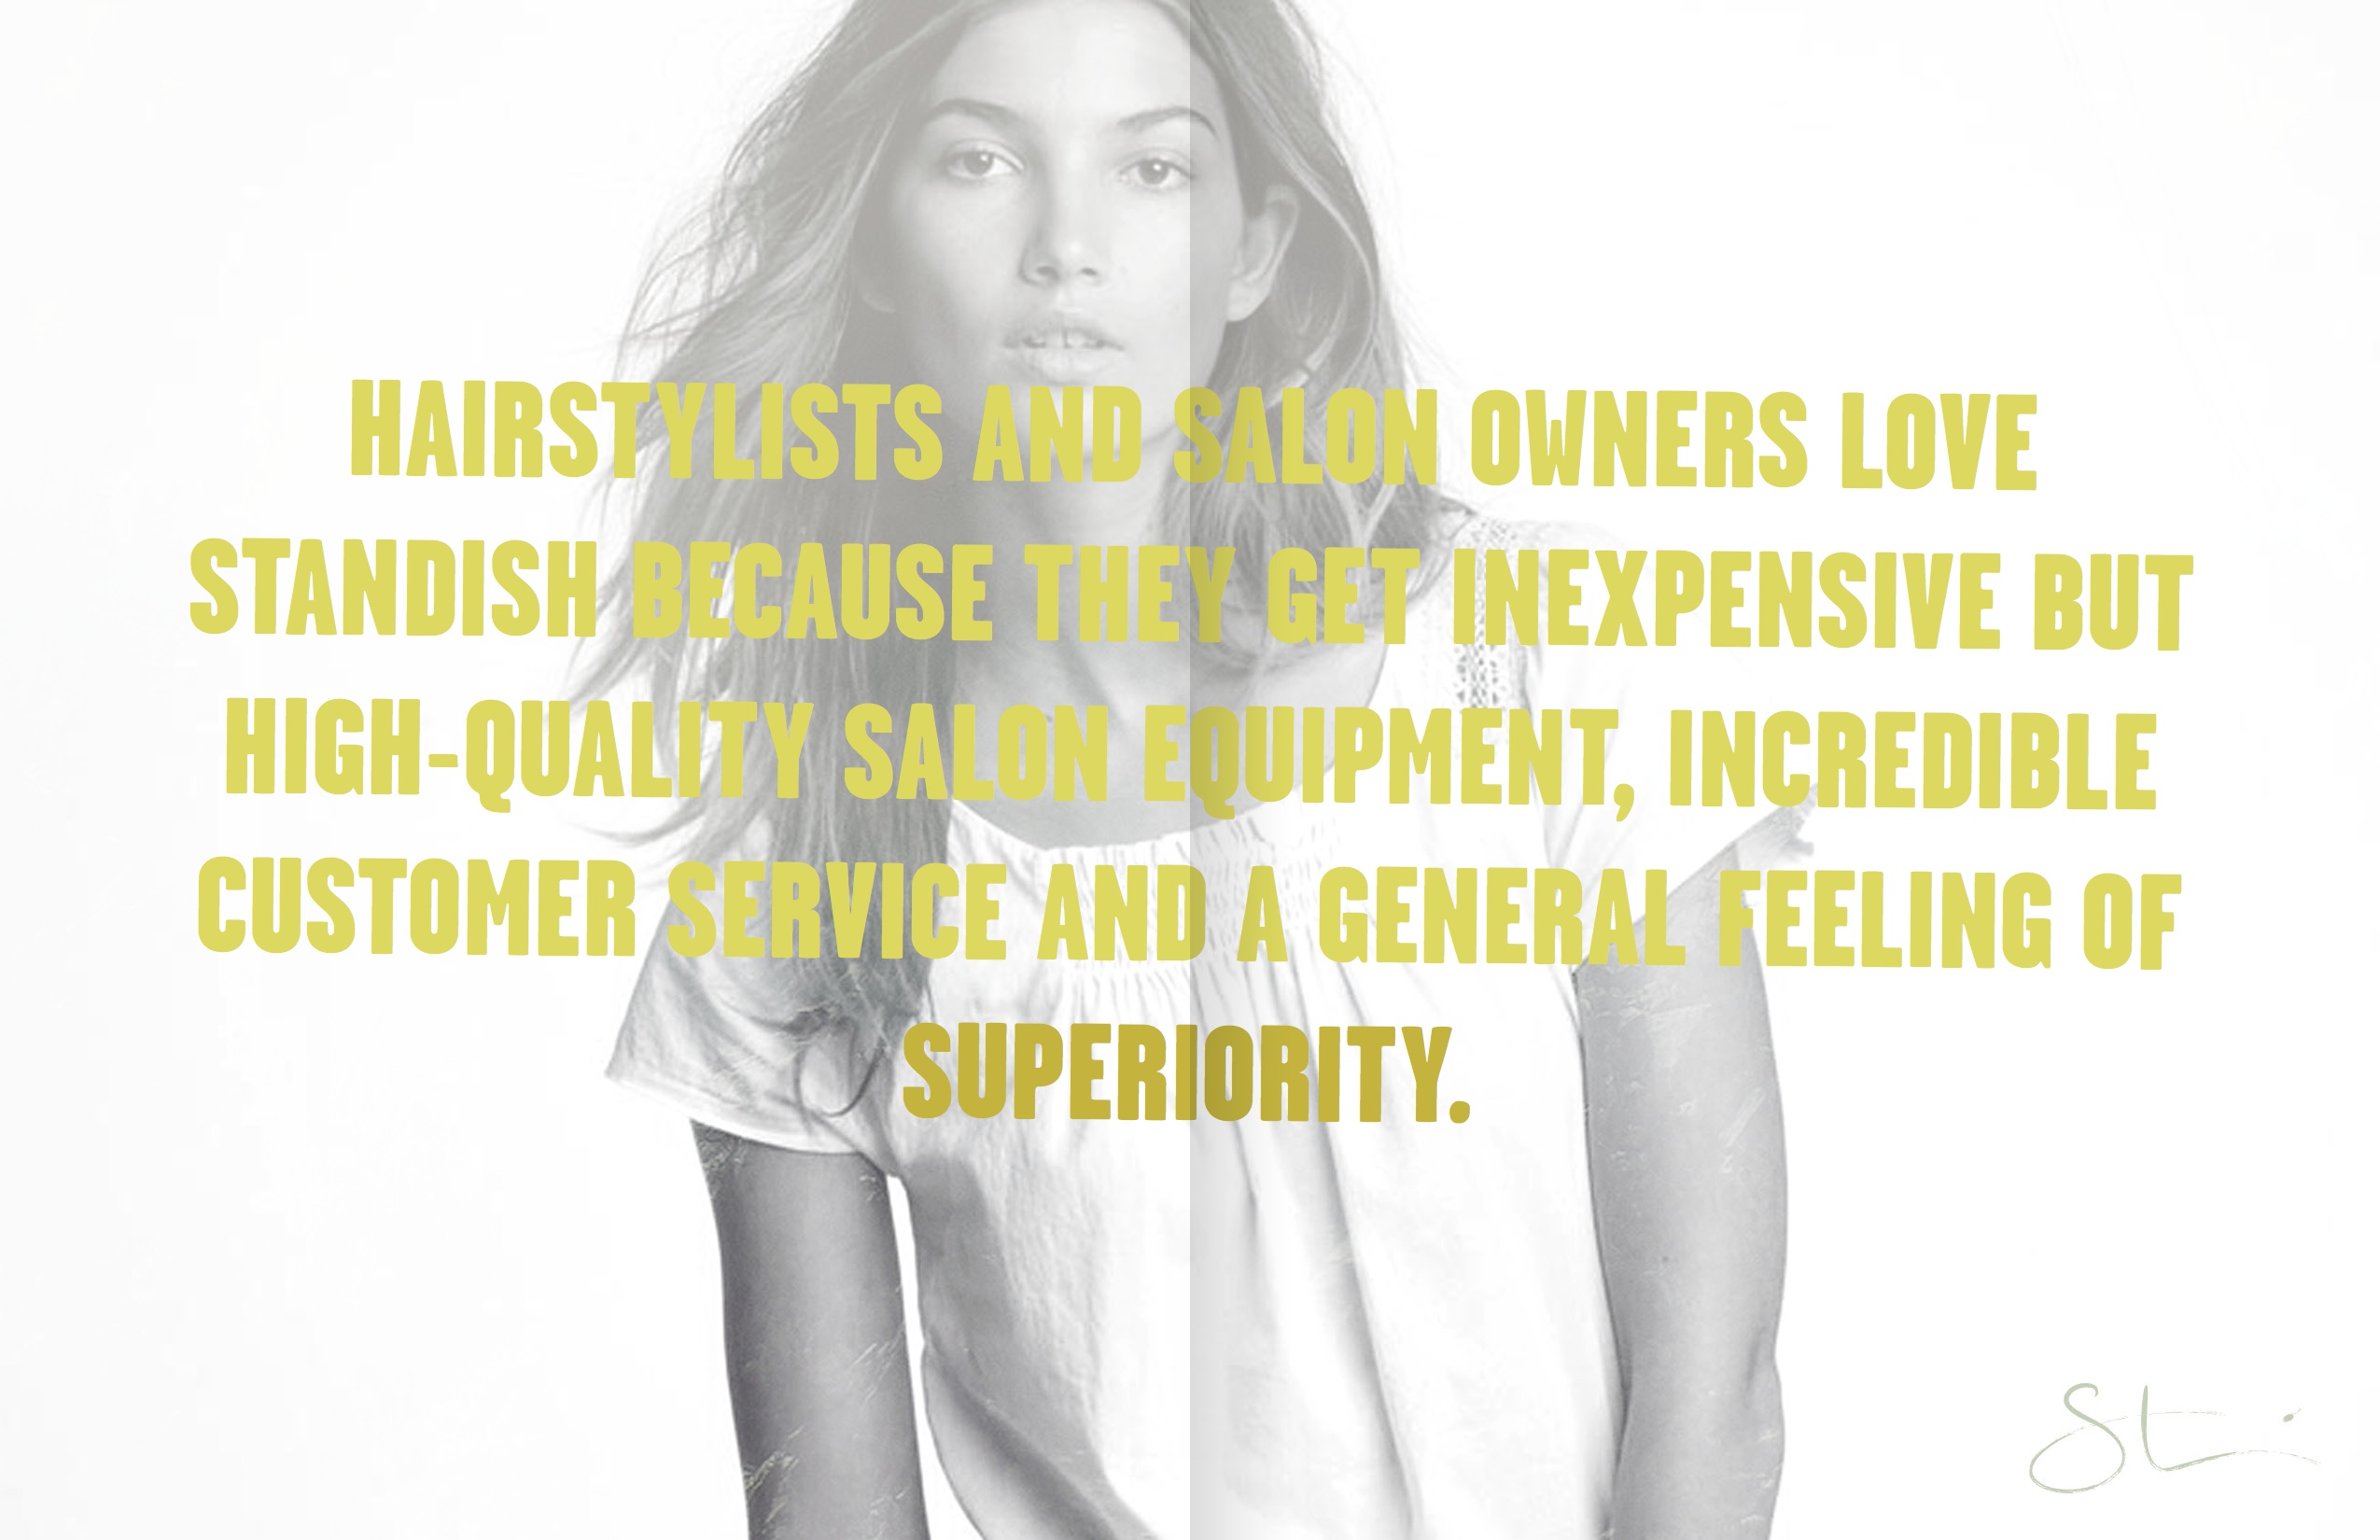 HAIRSTYLISTS AND SALON OWNERS LOVE
STANDISH BECAUSE THEY GET INEXPENSIVE BUT
HIGH-QUALITY SALON EQUIPMENT, INCREDIBLE
CUSTOMER SERVICE AND A GENERAL FEELING OF
SUPERIORITY.